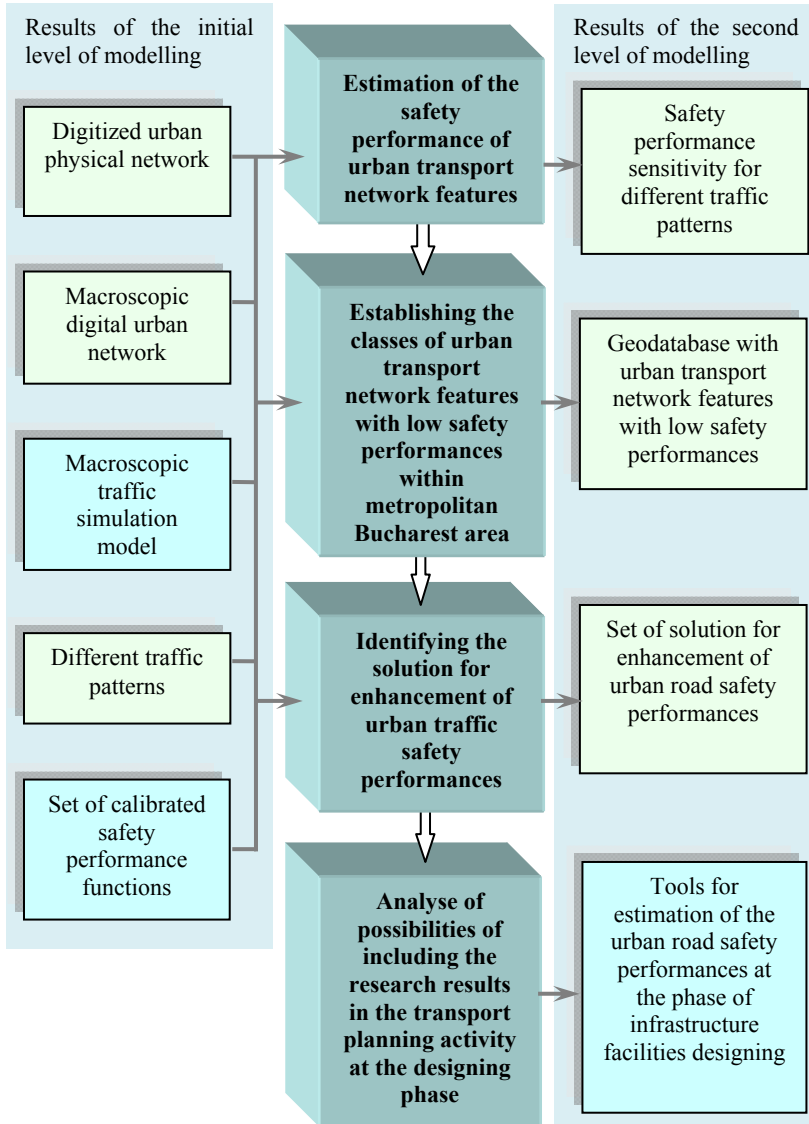 Results of the initial
level of modelling
Digitized urban
physical network
Macroscopic
digital urban
network
Macroscopic
traffic
simulation
model
Different traffic
patterns
Set of calibrated
safety
performance
functions
Estimation of the
safety
performance of
urban transport
network features
Establishing the
classes of urban
transport
network features
with low safety
performances
within
metropolitan
Bucharest area
Identifying the
solution for
enhancement of
urban traffic
safety
performances
Analyse of
possibilities of
including the
research results
in the transport
planning activity
at the designing
phase
Results of the second
level of modelling
Safety
performance
sensitivity for
different traffic
patterns
Geodatabase with
urban transport
network features
with low safety
performances
Set of solution for
enhancement of
urban road safety
performances
Tools for
estimation of the
urban road safety
performances at
the phase of
infrastructure
facilities designing